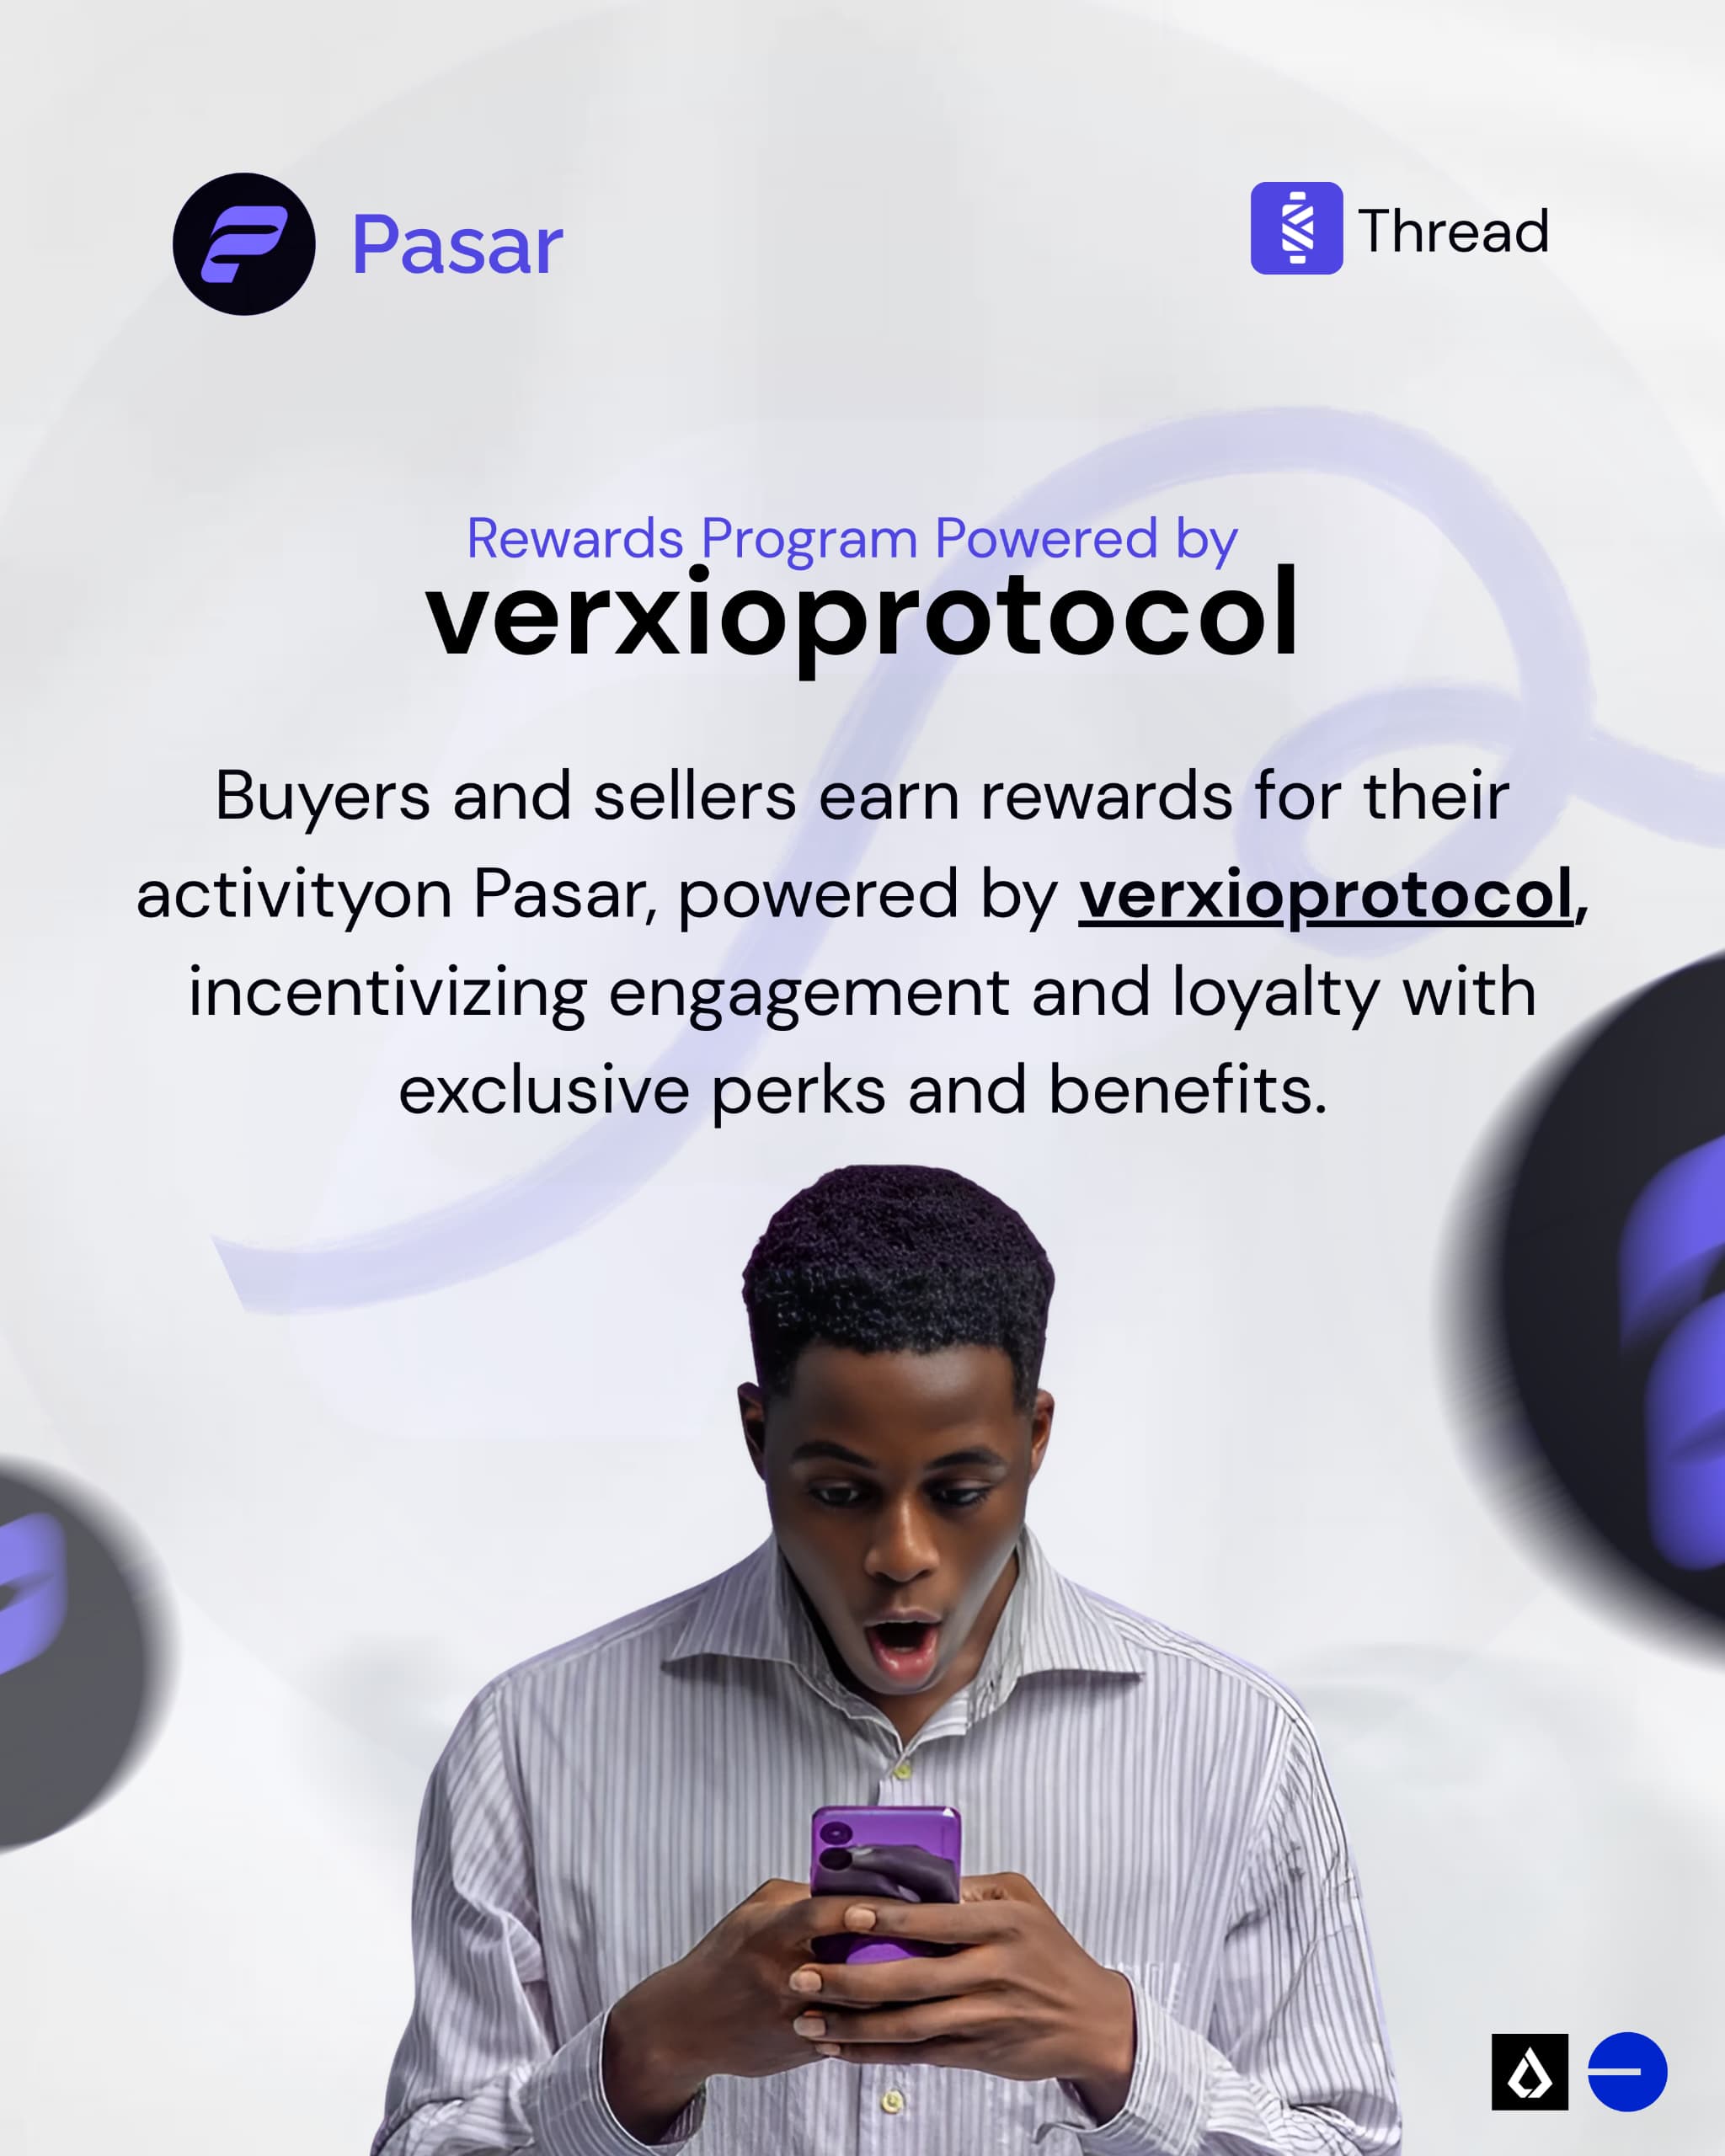 Pasar
Thread
Rewards Program Powered by
verxioprotocol
Buyers and sellers earn rewards for their
activityon Pasar, powered by verxioprotocol,
incentivizing engagement and loyalty with
exclusive perks and benefits.